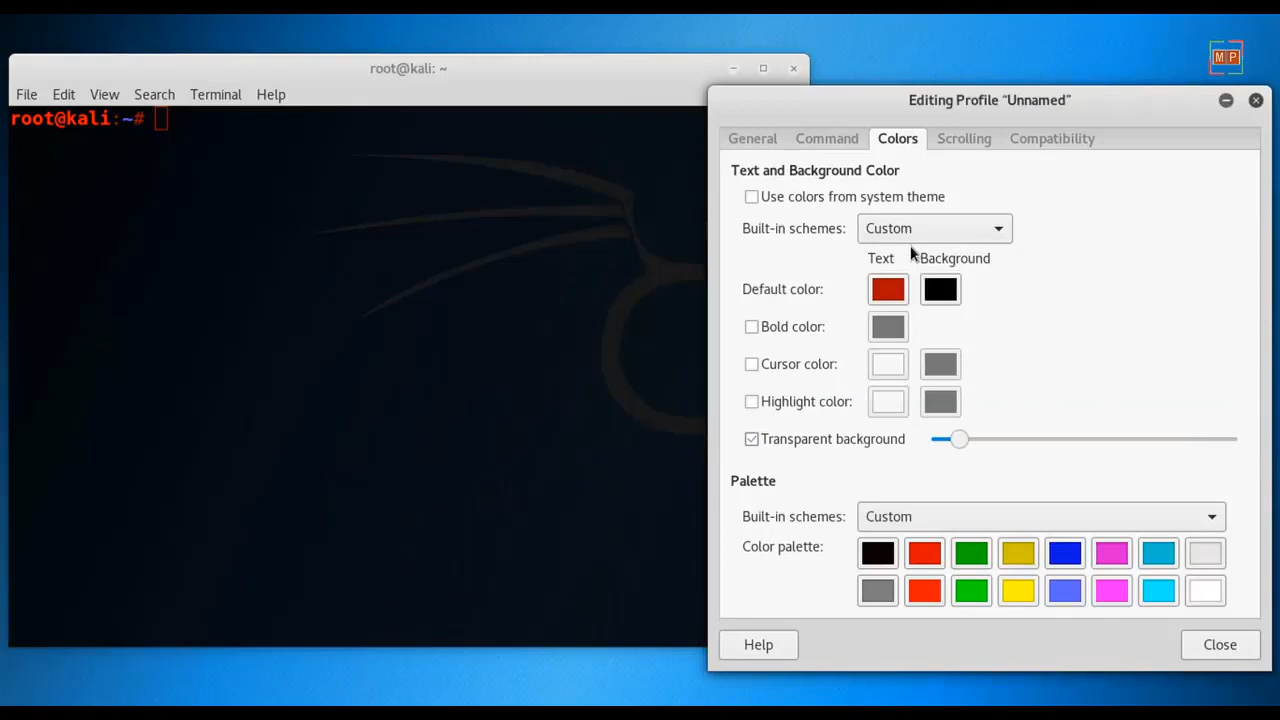 MP
root@kali: ~
File Edit View Search Terminal Help
root@kali:~#
Editing Profile “Unnamed”
General Command Colors Scrolling Compatibility
Text and Background Color
Use colors from system theme
Built-in schemes: Custom
Text Background
Default color:
Bold color:
Cursor color:
Highlight color:
Transparent background
Palette
Built-in schemes: Custom
Color palette:
Help Close